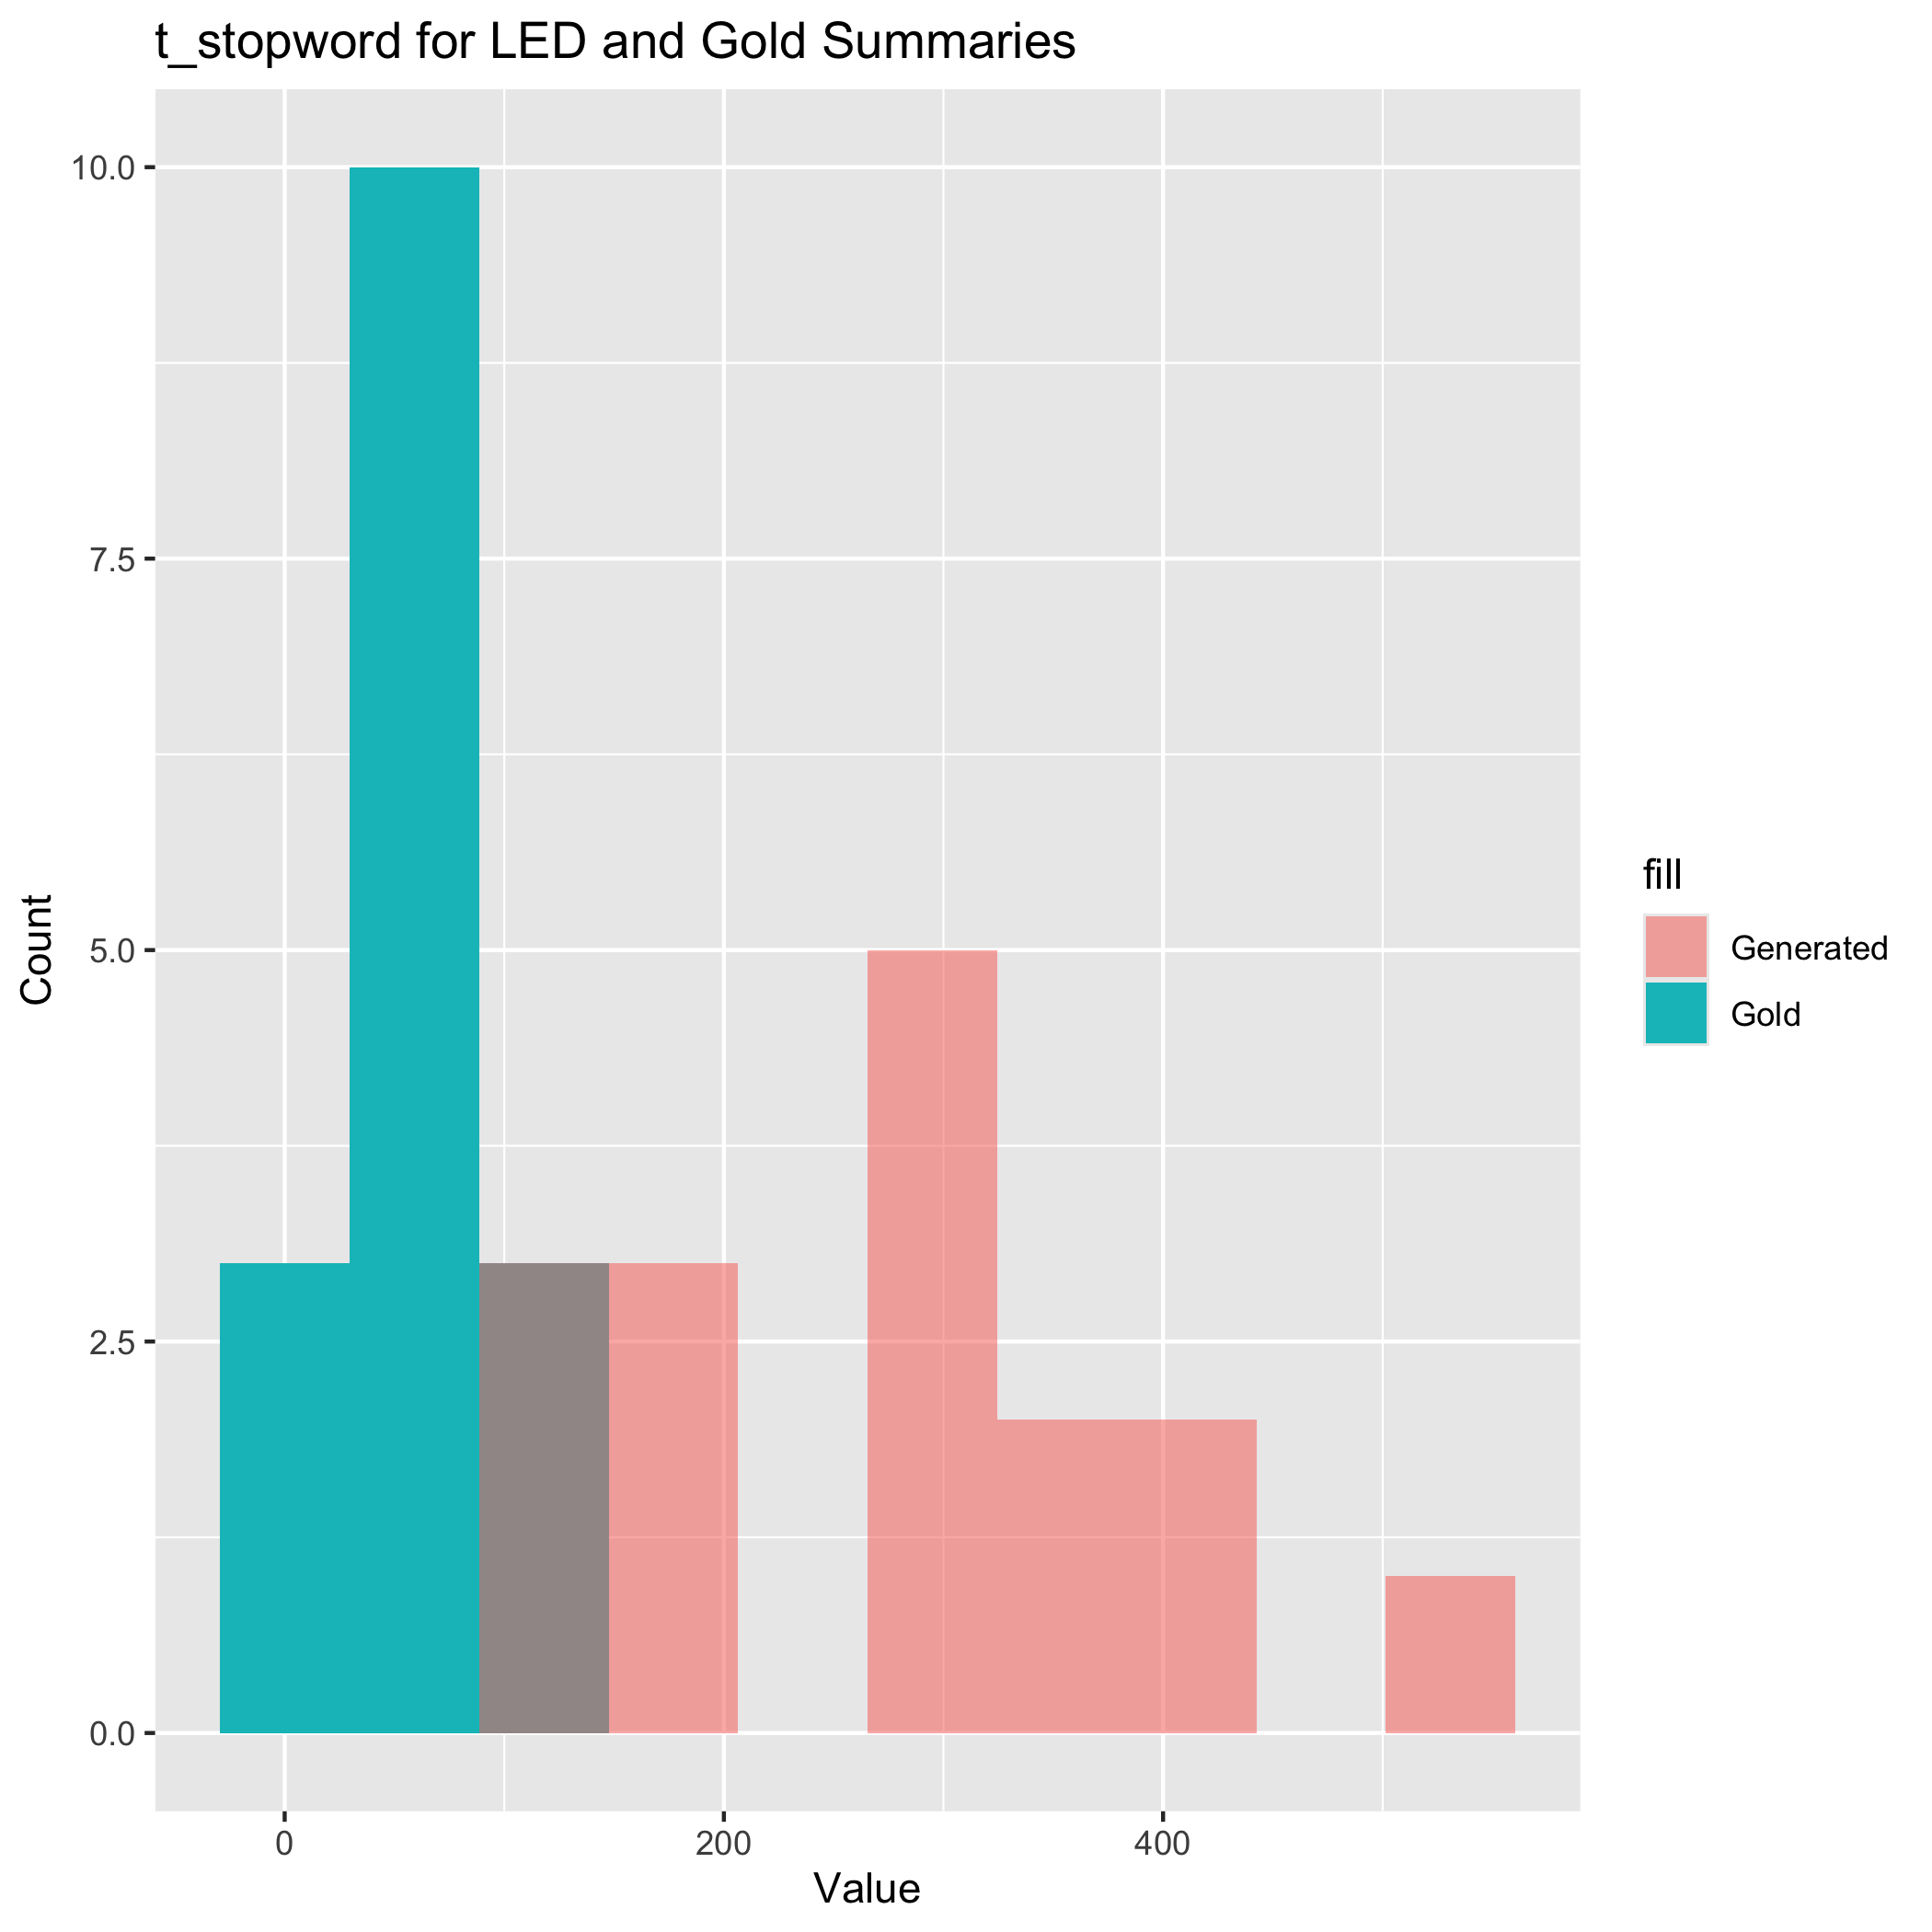 t_stopword for LED and Gold Summaries
10.0
7.5
5.0
2.5
0.0
Count
0 200 400
Value
fill
Generated
Gold